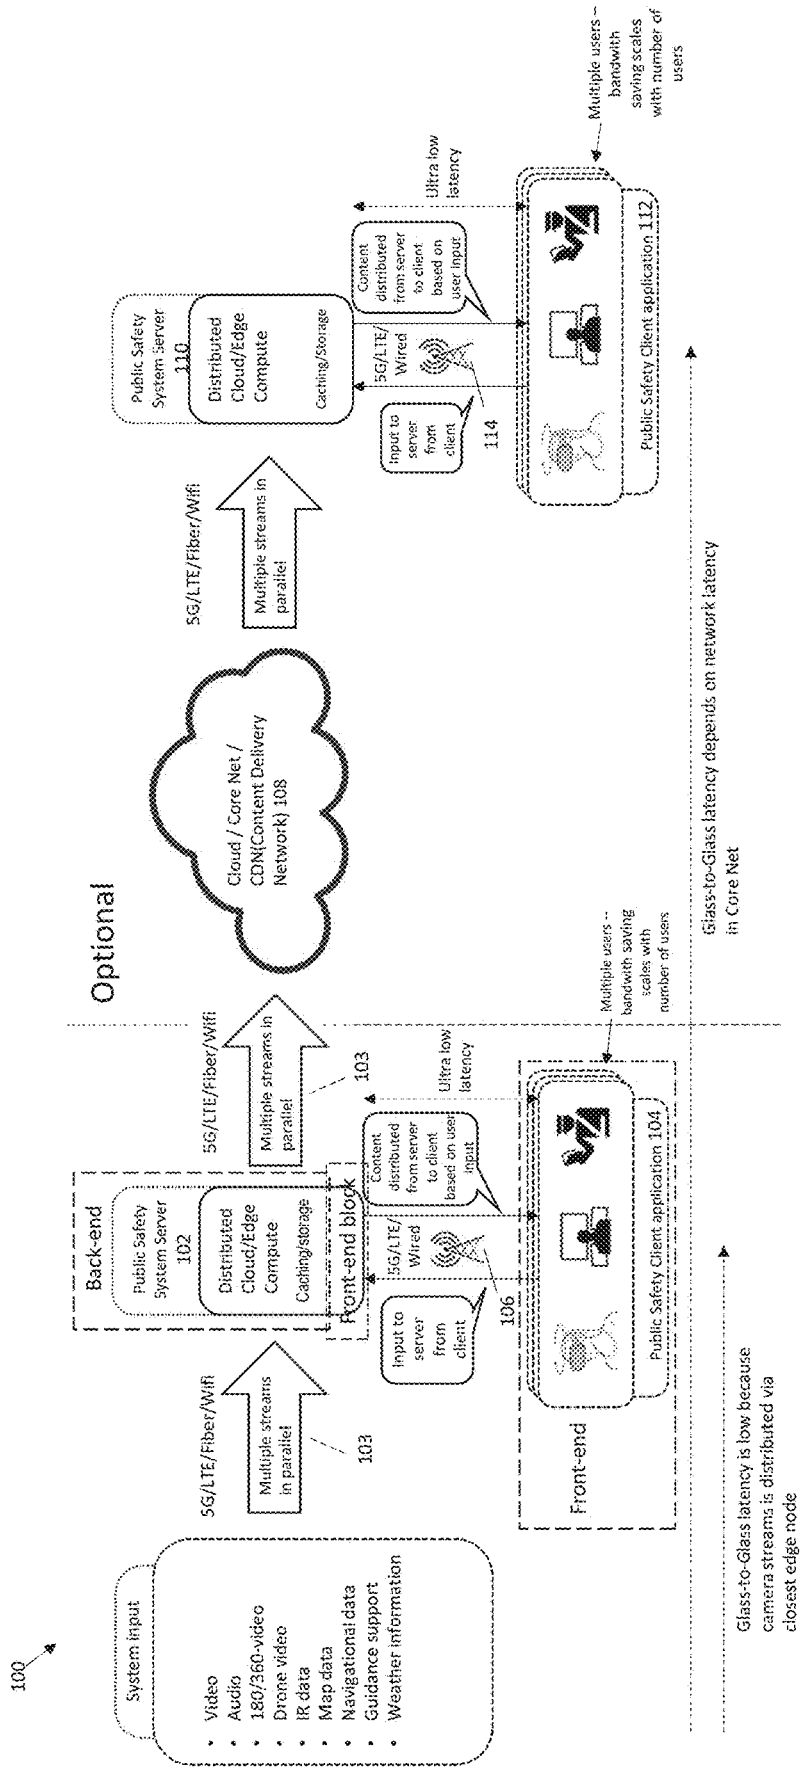 100
System input
• Video
• Audio
• 180/360-video
• Drone video
• IR data
• Map data
• Navigational data
• Guidance support
• Weather information
5G/LTE/Fiber/Wifi
Multiple streams
in parallel
103
Back-end
Public Safety
System Server
102
Distributed
Cloud/Edge
Compute
Caching/storage
Front-end block
Input to
server
from
client
5G/LTE/
Wired
106
Content
distributed
from server
to client
based on user
input
Ultra low
latency
Front-end
Public Safety Client application 104
Multiple users –
bandwith saving
scales with
number of users
5G/LTE/Fiber/Wifi
Multiple streams in
parallel
103
Optional
Cloud / Core Net /
CDN(Content Delivery
Network) 108
5G/LTE/Fiber/Wifi
Multiple streams in
parallel
Public Safety
System Server
110
Distributed
Cloud/Edge
Compute
Caching/Storage
Input to
server
from
client
5G/LTE/
Wired
114
Content
distributed
from server
to client
based on
user input
Ultra low
latency
Public Safety Client application 112
Multiple users –
bandwith
saving scales
with number of
users
Glass-to-Glass latency depends on network latency
in Core Net
Glass-to-Glass latency is low because
camera streams is distributed via
closest edge node